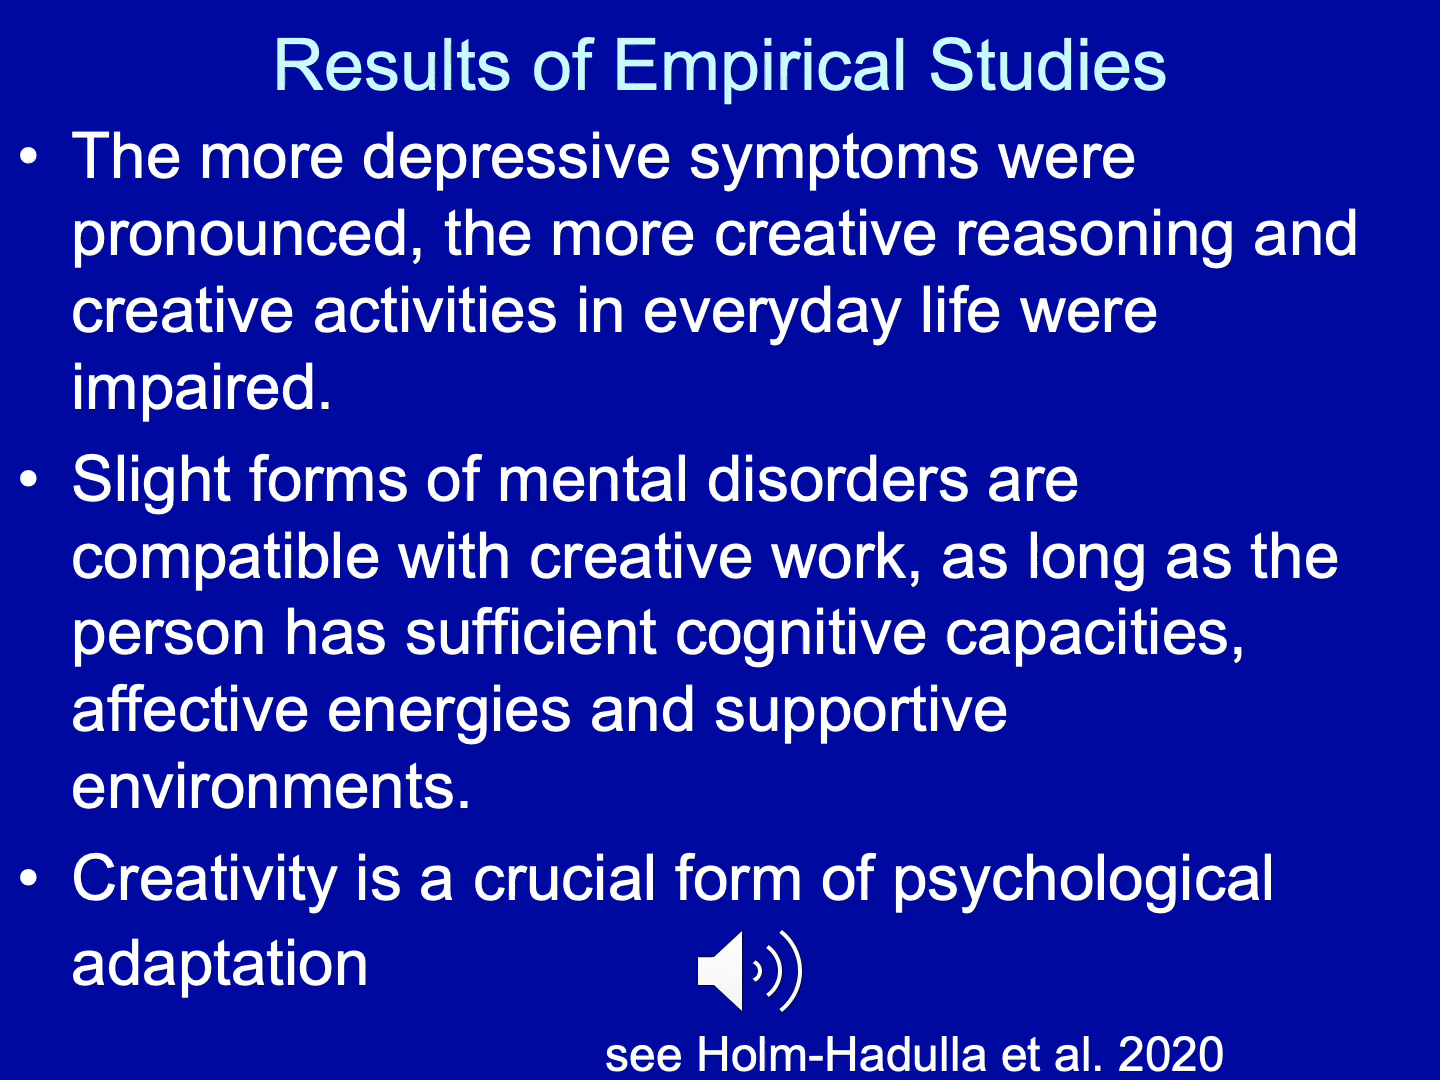 Results of Empirical Studies
• The more depressive symptoms were
pronounced, the more creative reasoning and
creative activities in everyday life were
impaired.
• Slight forms of mental disorders are
compatible with creative work, as long as the
person has sufficient cognitive capacities,
affective energies and supportive
environments.
• Creativity is a crucial form of psychological
adaptation
see Holm-Hadulla et al. 2020